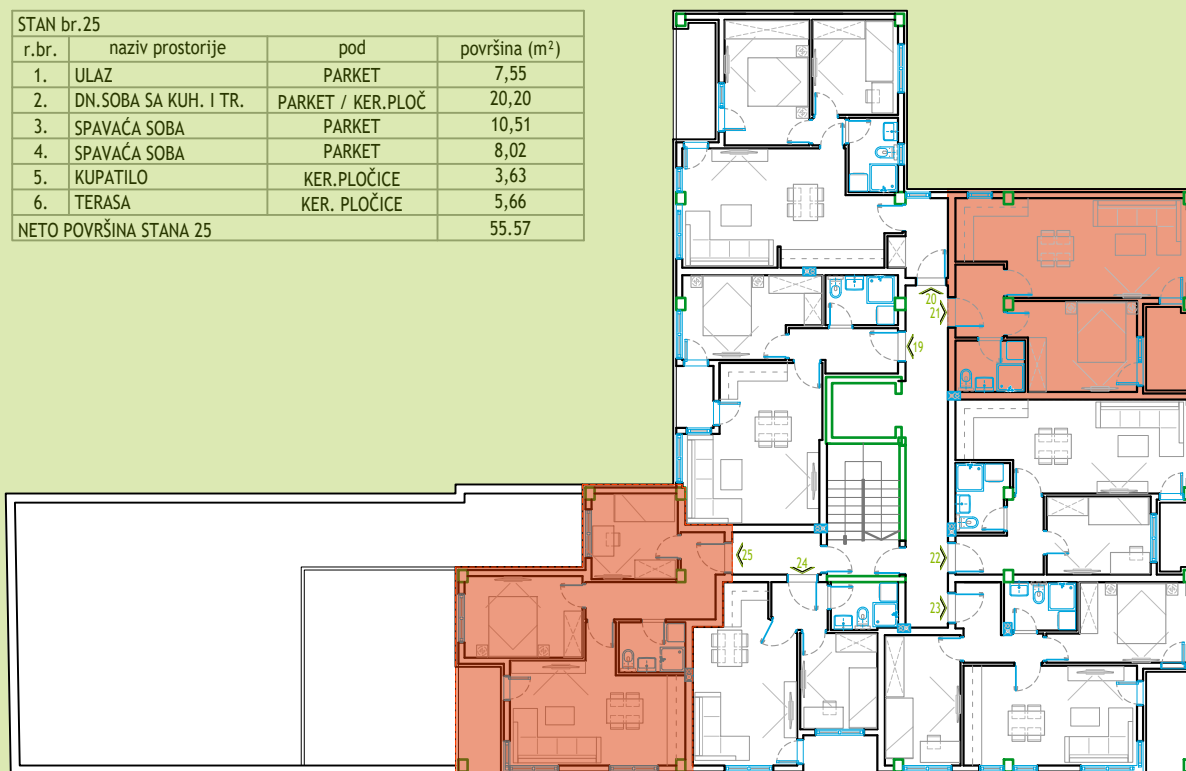 STAN br.25
r.br. naziv prostorije pod površina (m²)
1. ULAZ PARKET 7,55
2. DN.SOBA SA KUH. I TR. PARKET / KER.PLOČ 20,20
3. SPAVAĆA SOBA PARKET 10,51
4. SPAVAĆA SOBA PARKET 8,02
5. KUPATILO KER.PLOČICE 3,63
6. TERASA KER. PLOČICE 5,66
NETO POVRŠINA STANA 25 55.57
20
21
19
25
24
22
23